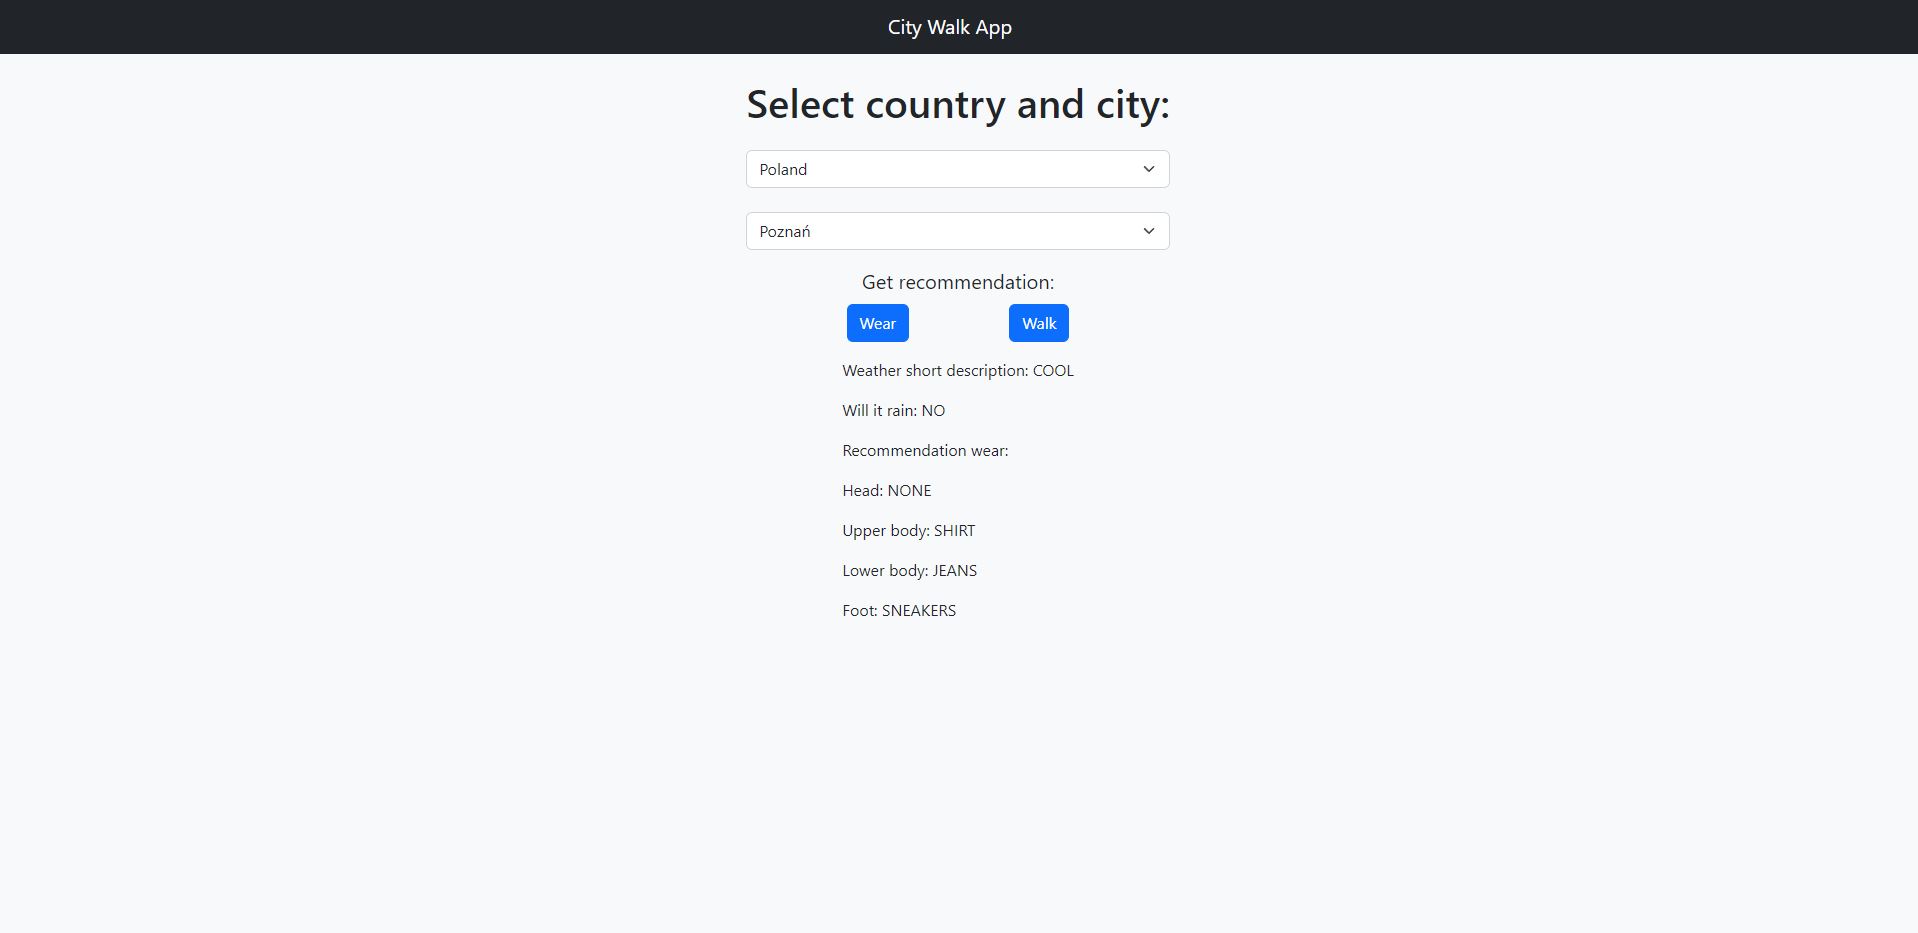 City Walk App
Select country and city:
Poland
Poznań
Get recommendation:
Wear Walk
Weather short description: COOL
Will it rain: NO
Recommendation wear:
Head: NONE
Upper body: SHIRT
Lower body: JEANS
Foot: SNEAKERS